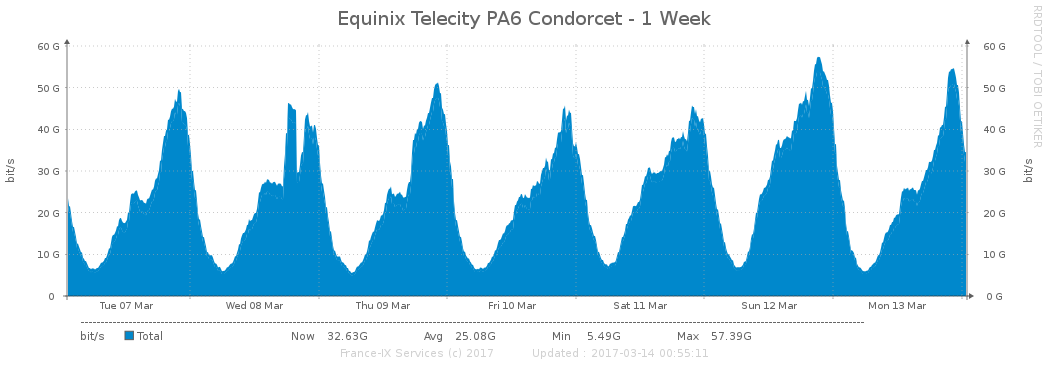 Equinix Telecity PA6 Condorcet - 1 Week
RRDTOOL / TOBI OETIKER
60 G 60 G
50 G 50 G
40 G 40 G
30 G 30 G
20 G 20 G
10 G 10 G
0 0 G
bit/s
bit/s
Tue 07 Mar Wed 08 Mar Thu 09 Mar Fri 10 Mar Sat 11 Mar Sun 12 Mar Mon 13 Mar
bit/s Total Now 32.63G Avg 25.08G Min 5.49G Max 57.39G
France-IX Services (c) 2017 Updated : 2017-03-14 00:55:11